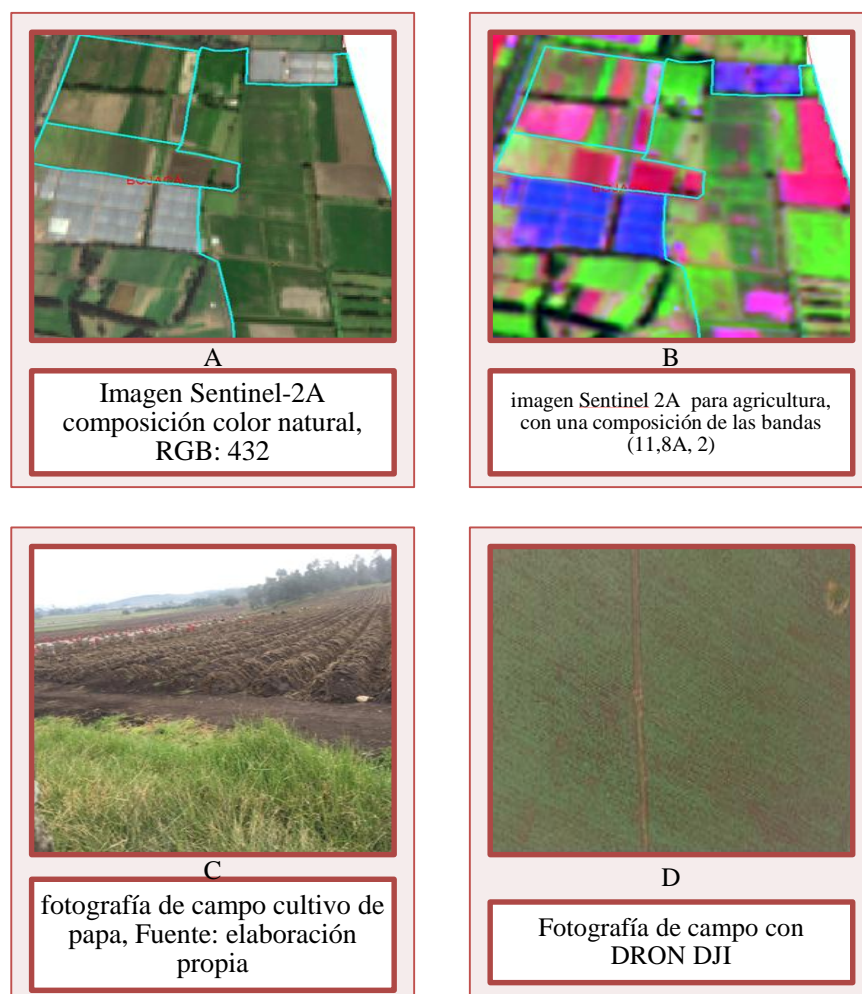 A
Imagen Sentinel-2A
composición color natural,
RGB: 432
B
imagen Sentinel 2A para agricultura,
con una composición de las bandas
(11,8A, 2)
C
fotografía de campo cultivo de
papa, Fuente: elaboración
propia
D
Fotografía de campo con
DRON DJI